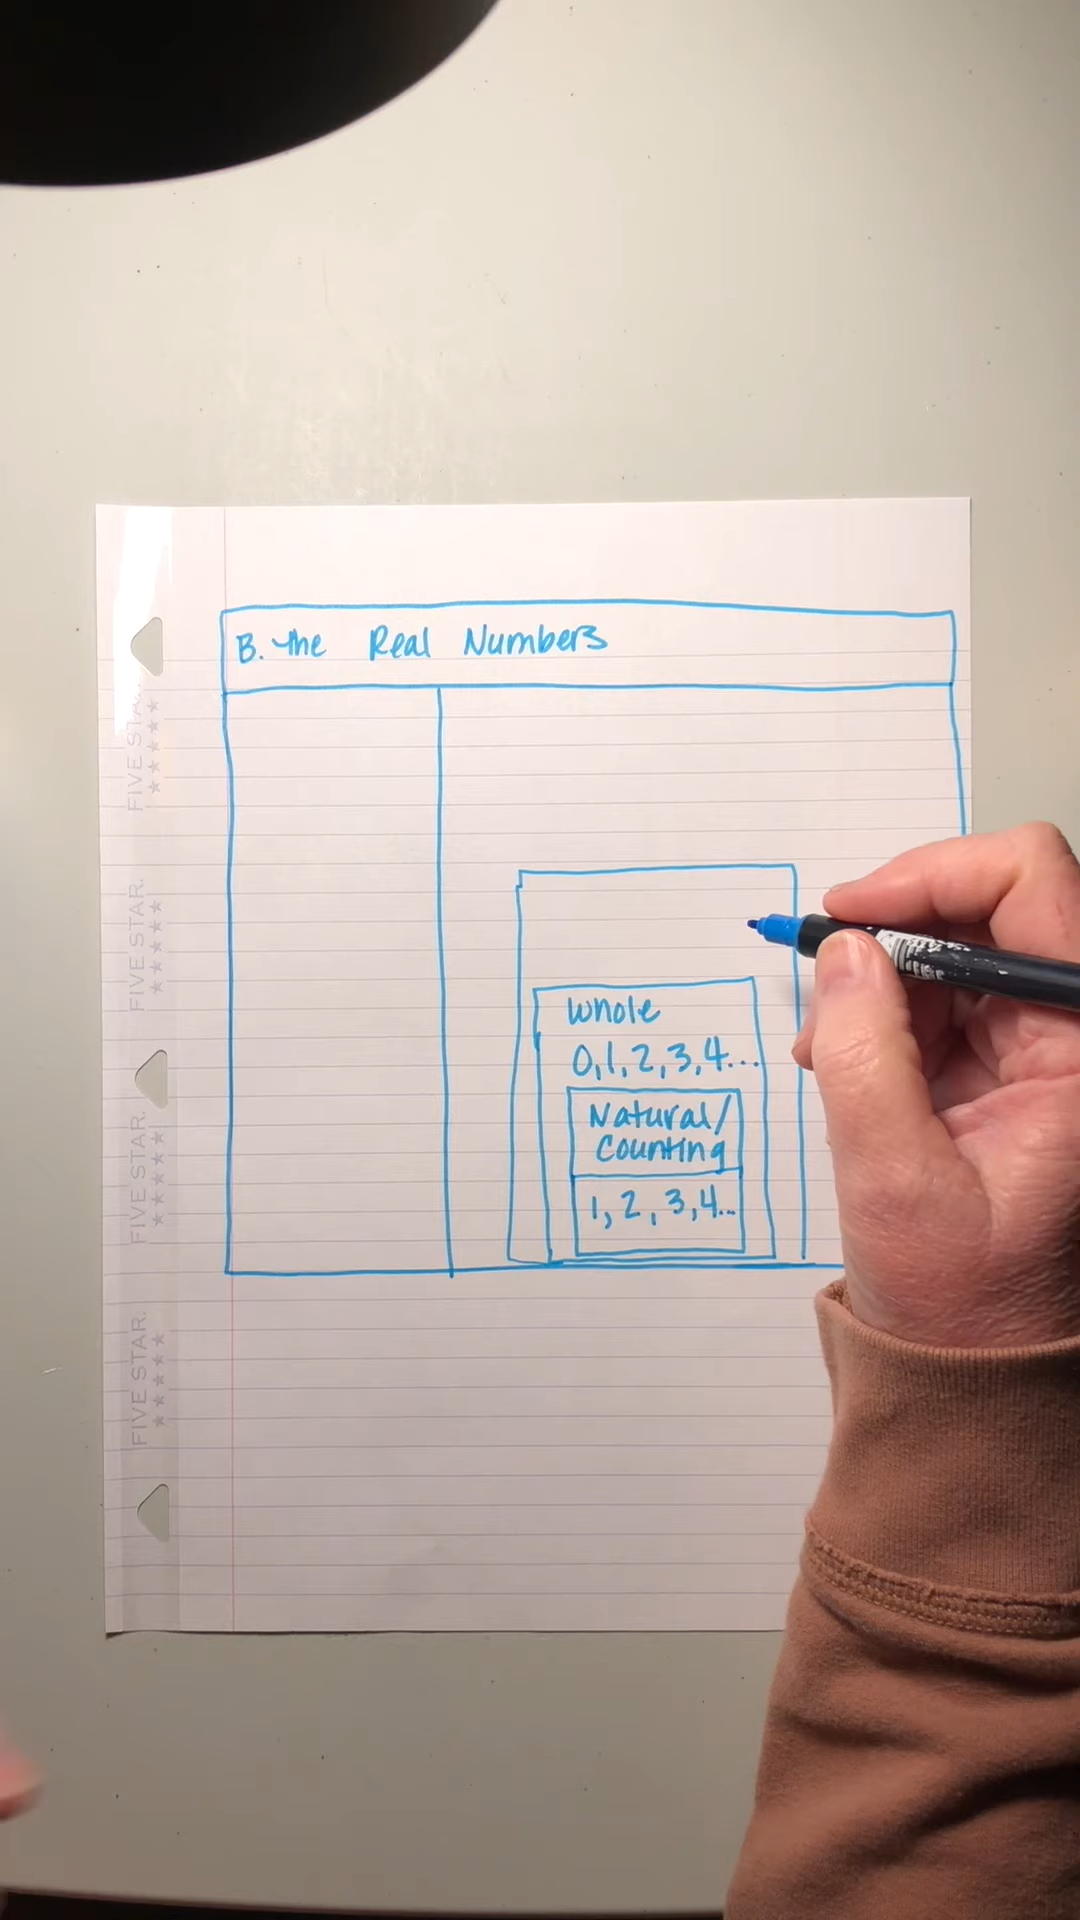 B. The Real Numbers
Whole
0, 1, 2, 3, 4...
Natural/
Counting
1, 2, 3, 4...
FIVE STAR.
FIVE STAR.
FIVE STAR.
FIVE STAR.